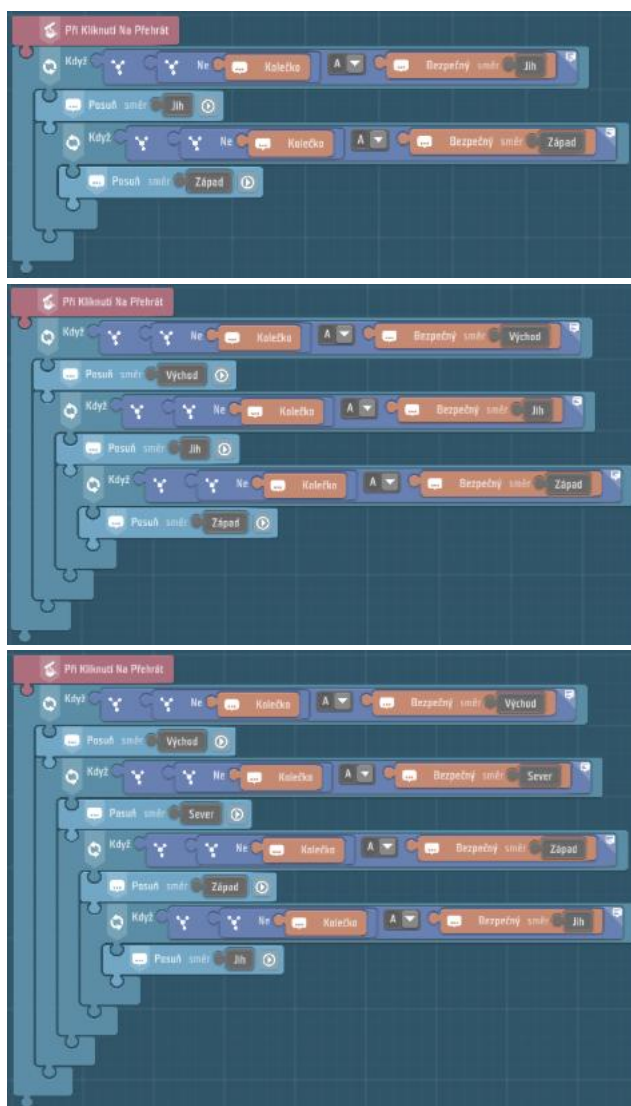 Při Kliknutí Na Přehrát
Když Ne Kolečko A Bezpečný směr Jih
Posuň směr Jih
Když Ne Kolečko A Bezpečný směr Západ
Posuň směr Západ
Při Kliknutí Na Přehrát
Když Ne Kolečko A Bezpečný směr Východ
Posuň směr Východ
Když Ne Kolečko A Bezpečný směr Jih
Posuň směr Jih
Když Ne Kolečko A Bezpečný směr Západ
Posuň směr Západ
Při Kliknutí Na Přehrát
Když Ne Kolečko A Bezpečný směr Východ
Posuň směr Východ
Když Ne Kolečko A Bezpečný směr Sever
Posuň směr Sever
Když Ne Kolečko A Bezpečný směr Západ
Posuň směr Západ
Když Ne Kolečko A Bezpečný směr Jih
Posuň směr Jih